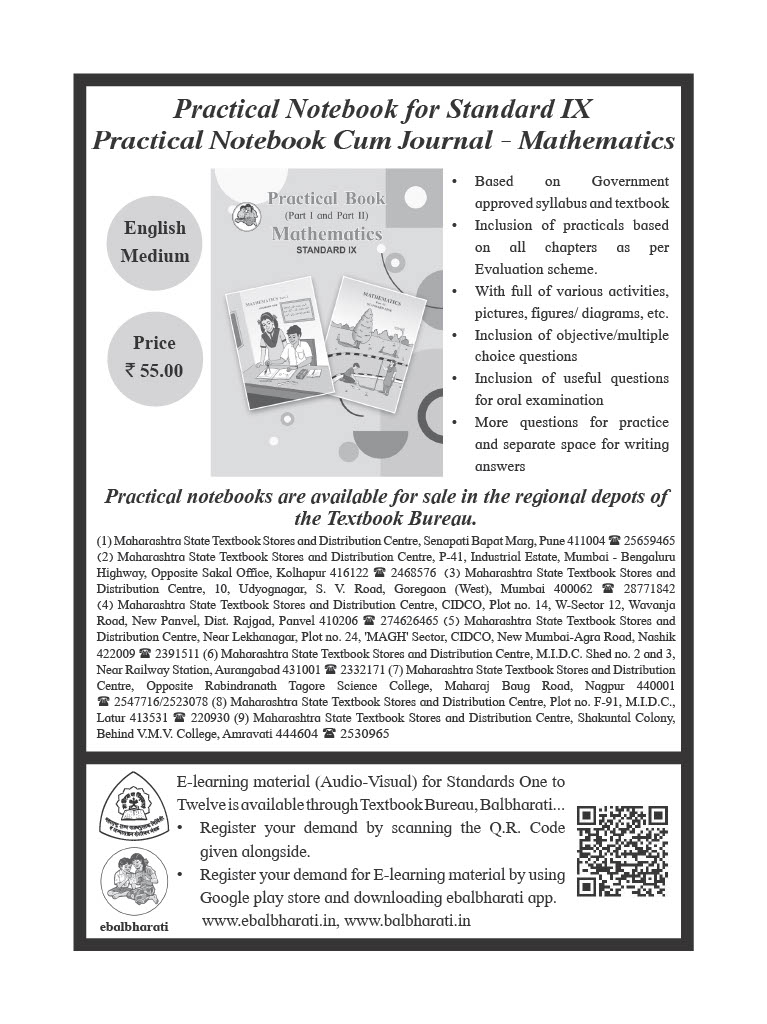 Practical Notebook for Standard IX
Practical Notebook Cum Journal - Mathematics
English
Medium
Price
₹ 55.00
Practical Book
(Part I and Part II)
Mathematics
STANDARD IX
MATHEMATICS
MATHEMATICS
• Based on Government
approved syllabus and textbook
• Inclusion of practicals based
on all chapters as per
Evaluation scheme.
• With full of various activities,
pictures, figures/ diagrams, etc.
• Inclusion of objective/multiple
choice questions
• Inclusion of useful questions
for oral examination
• More questions for practice
and separate space for writing
answers
Practical notebooks are available for sale in the regional depots of
the Textbook Bureau.
(1) Maharashtra State Textbook Stores and Distribution Centre, Senapati Bapat Marg, Pune 411004 ☎ 25659465
(2) Maharashtra State Textbook Stores and Distribution Centre, P-41, Industrial Estate, Mumbai - Bengaluru
Highway, Opposite Sakal Office, Kolhapur 416122 ☎ 2468576 (3) Maharashtra State Textbook Stores and
Distribution Centre, 10, Udyognagar, S. V. Road, Goregaon (West), Mumbai 400062 ☎ 28771842
(4) Maharashtra State Textbook Stores and Distribution Centre, CIDCO, Plot no. 14, W-Sector 12, Wavanja
Road, New Panvel, Dist. Rajgad, Panvel 410206 ☎ 274626465 (5) Maharashtra State Textbook Stores and
Distribution Centre, Near Lekhanagar, Plot no. 24, 'MAGH' Sector, CIDCO, New Mumbai-Agra Road, Nashik
422009 ☎ 2391511 (6) Maharashtra State Textbook Stores and Distribution Centre, M.I.D.C. Shed no. 2 and 3,
Near Railway Station, Aurangabad 431001 ☎ 2332171 (7) Maharashtra State Textbook Stores and Distribution
Centre, Opposite Rabindranath Tagore Science College, Maharaj Baug Road, Nagpur 440001
☎ 2547716/2523078 (8) Maharashtra State Textbook Stores and Distribution Centre, Plot no. F-91, M.I.D.C.,
Latur 413531 ☎ 220930 (9) Maharashtra State Textbook Stores and Distribution Centre, Shakuntal Colony,
Behind V.M.V. College, Amravati 444604 ☎ 2530965
E-learning material (Audio-Visual) for Standards One to
Twelve is available through Textbook Bureau, Balbharati...
• Register your demand by scanning the Q.R. Code
given alongside.
• Register your demand for E-learning material by using
Google play store and downloading ebalbharati app.
www.ebalbharati.in, www.balbharati.in
ebalbharati